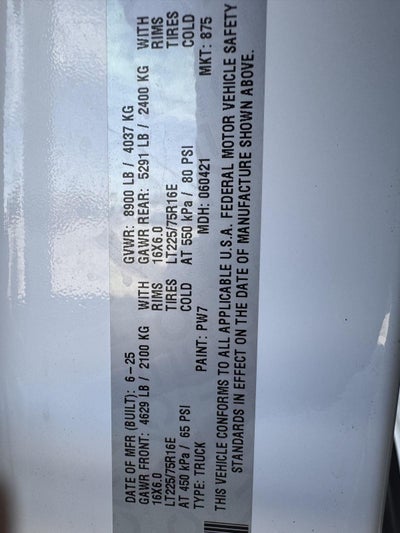 DATE OF MFR (BUILT): 6-25 GVWR: 8900 LB / 4037 KG
GAWR FRONT: 4629 LB / 2100 KG WITH GAWR REAR: 5291 LB / 2400 KG WITH
16X6.0 RIMS 16X6.0 RIMS
LT225/75R16E TIRES LT225/75R16E TIRES
AT 450 kPa / 65 PSI COLD AT 550 kPa / 80 PSI COLD
TYPE: TRUCK PAINT: PW7 MDH: 060421 MKT: 875
THIS VEHICLE CONFORMS TO ALL APPLICABLE U.S.A. FEDERAL MOTOR VEHICLE SAFETY
STANDARDS IN EFFECT ON THE DATE OF MANUFACTURE SHOWN ABOVE.